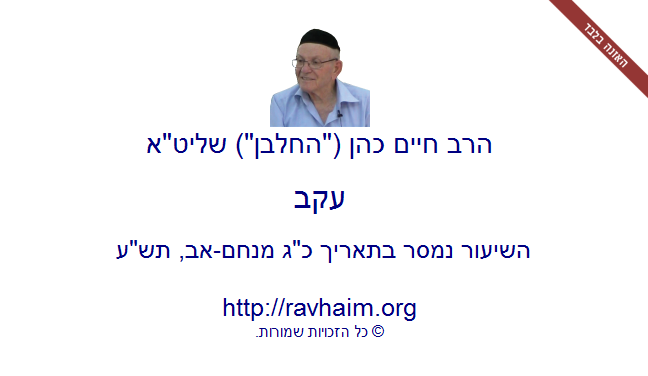 האזנה בלבד
הרב חיים כהן ("החלבן") שליט"א
עקב
השיעור נמסר בתאריך כ"ג מנחם-אב, תש"ע
http://ravhaim.org
© כל הזכויות שמורות.